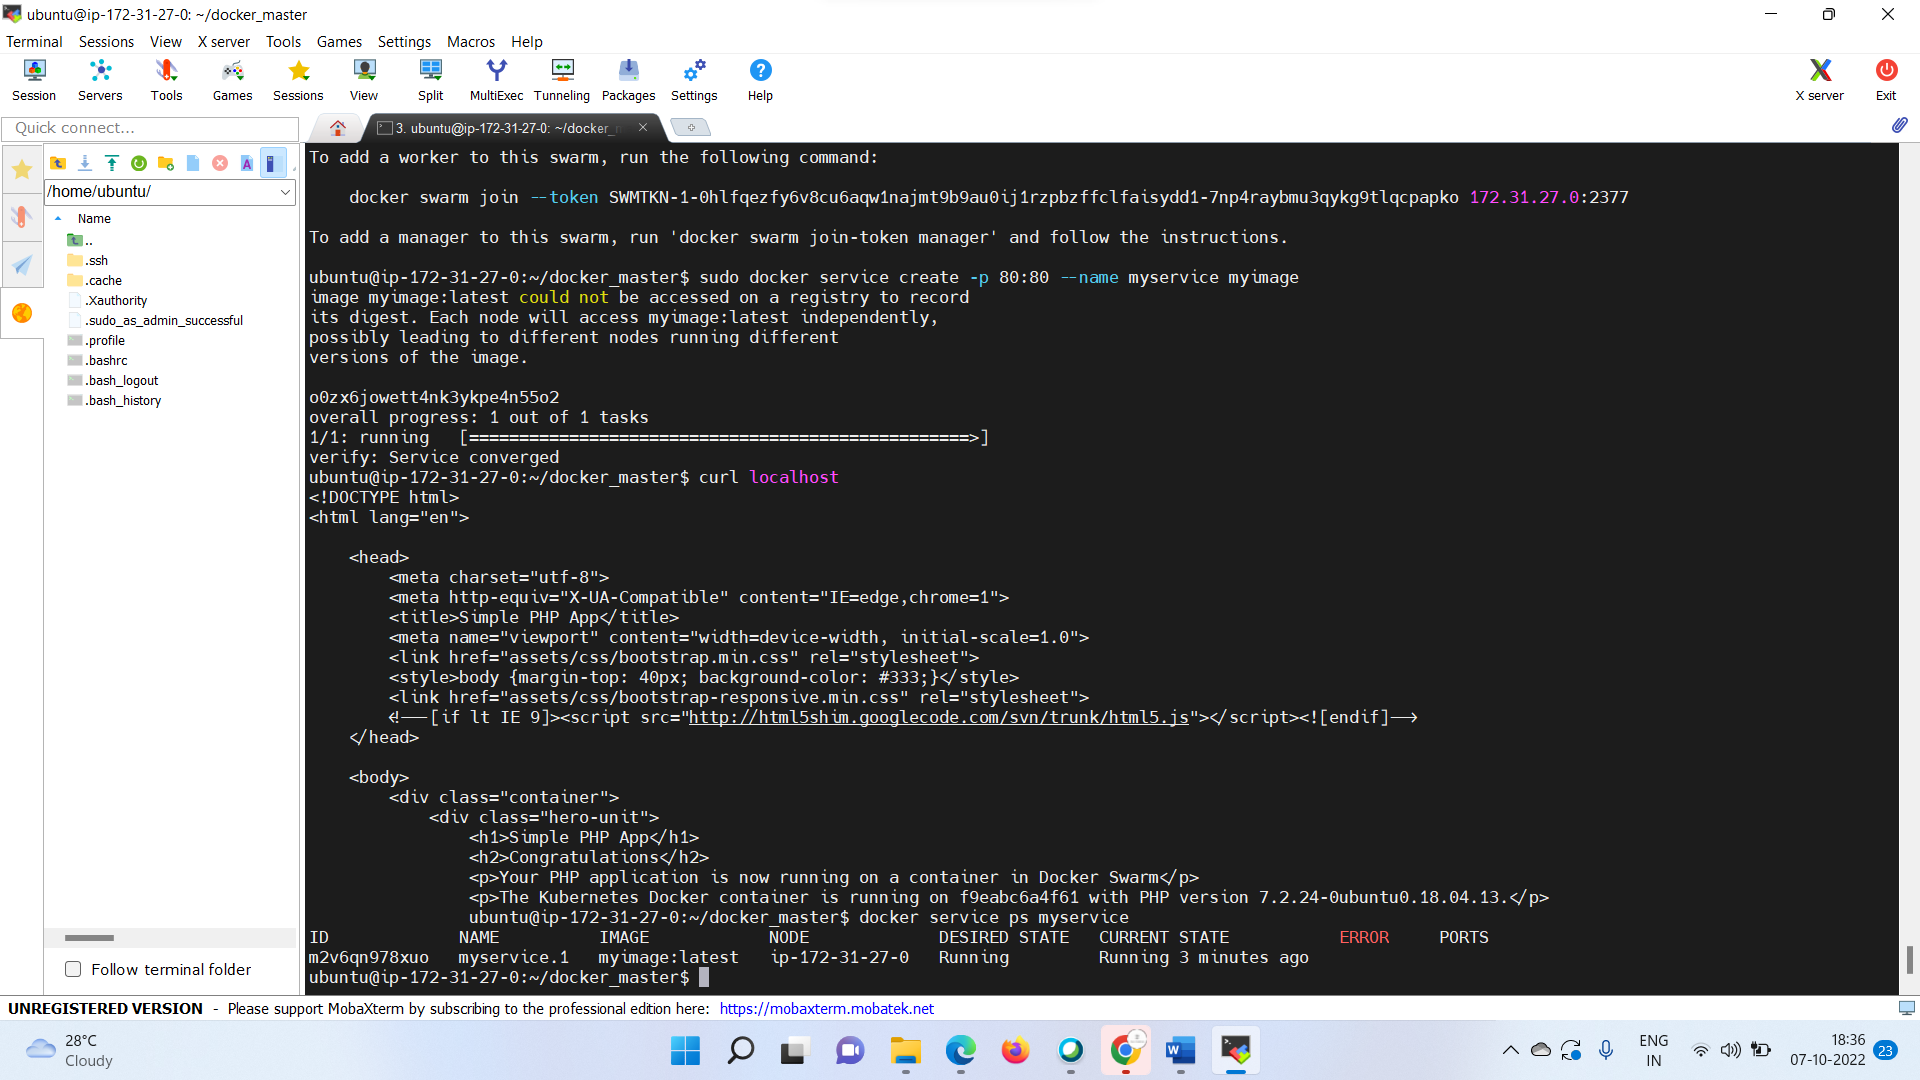 ubuntu@ip-172-31-27-0: ~/docker_master
Terminal Sessions View X server Tools Games Settings Macros Help
Session Servers Tools Games Sessions View Split MultiExec Tunneling Packages Settings Help X server Exit
Quick connect...
3. ubuntu@ip-172-31-27-0: ~/docker_
/home/ubuntu/
Name
..
.ssh
.cache
.Xauthority
.sudo_as_admin_successful
.profile
.bashrc
.bash_logout
.bash_history
Follow terminal folder
To add a worker to this swarm, run the following command:
docker swarm join --token SWMTKN-1-0hlfqezfy6v8cu6aqw1najmt9b9au0ij1rzpbzffclfaisydd1-7np4raybmu3qykg9tlqcpapko 172.31.27.0:2377
To add a manager to this swarm, run 'docker swarm join-token manager' and follow the instructions.
ubuntu@ip-172-31-27-0:~/docker_master$ sudo docker service create -p 80:80 --name myservice myimage
image myimage:latest could not be accessed on a registry to record
its digest. Each node will access myimage:latest independently,
possibly leading to different nodes running different
versions of the image.
o0zx6jowett4nk3ykpe4n55o2
overall progress: 1 out of 1 tasks
1/1: running   [==================================================>]
verify: Service converged
ubuntu@ip-172-31-27-0:~/docker_master$ curl localhost
<!DOCTYPE html>
<html lang="en">
<head>
<meta charset="utf-8">
<meta http-equiv="X-UA-Compatible" content="IE=edge,chrome=1">
<title>Simple PHP App</title>
<meta name="viewport" content="width=device-width, initial-scale=1.0">
<link href="assets/css/bootstrap.min.css" rel="stylesheet">
<style>body {margin-top: 40px; background-color: #333;}</style>
<link href="assets/css/bootstrap-responsive.min.css" rel="stylesheet">
<!--[if lt IE 9]><script src="http://html5shim.googlecode.com/svn/trunk/html5.js"></script><![endif]-->
</head>
<body>
<div class="container">
<div class="hero-unit">
<h1>Simple PHP App</h1>
<h2>Congratulations</h2>
<p>Your PHP application is now running on a container in Docker Swarm</p>
<p>The Kubernetes Docker container is running on f9eabc6a4f61 with PHP version 7.2.24-0ubuntu0.18.04.13.</p>
ubuntu@ip-172-31-27-0:~/docker_master$ docker service ps myservice
ID NAME IMAGE NODE DESIRED STATE CURRENT STATE ERROR PORTS
m2v6qn978xuo myservice.1 myimage:latest ip-172-31-27-0 Running Running 3 minutes ago
ubuntu@ip-172-31-27-0:~/docker_master$
UNREGISTERED VERSION - Please support MobaXterm by subscribing to the professional edition here: https://mobaxterm.mobatek.net
28°C
Cloudy
ENG
IN
18:36
07-10-2022
23